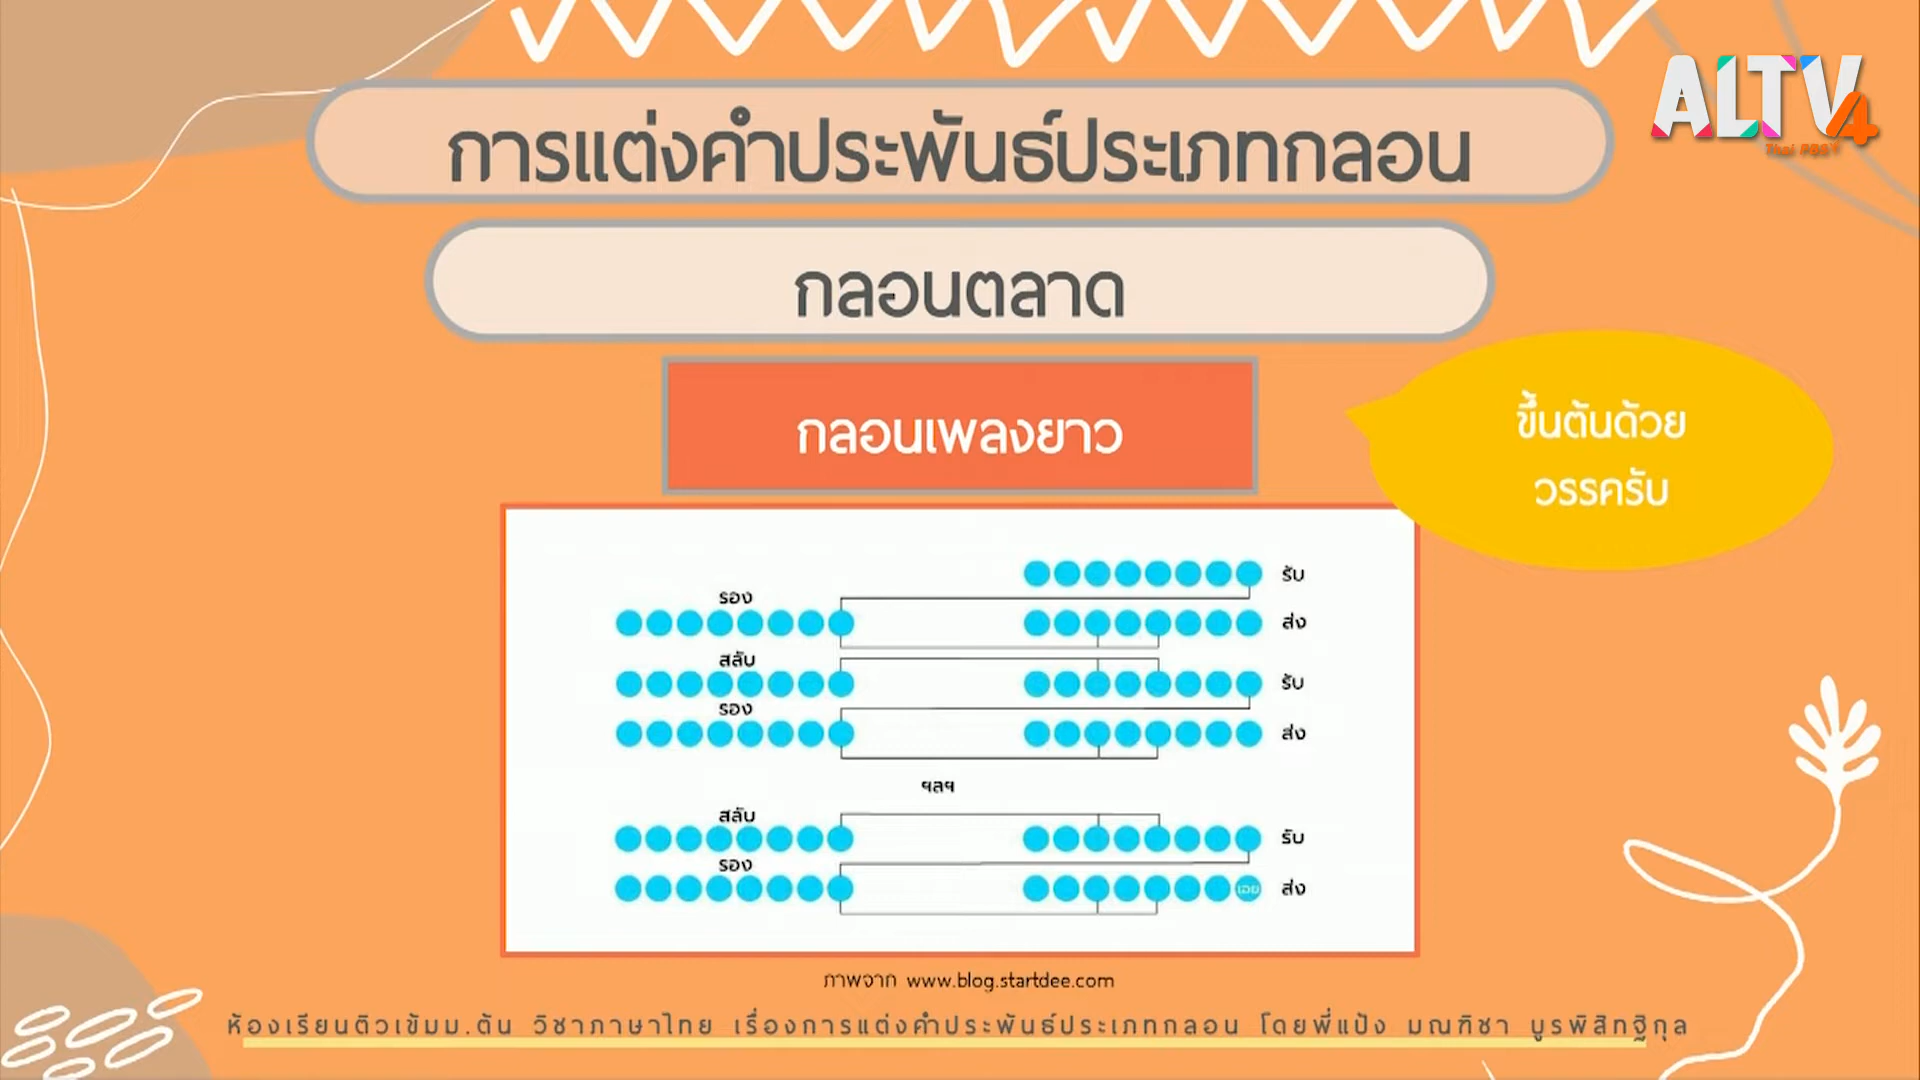 ALTV4
Thai PBS
การแต่งคำประพันธ์ประเภทกลอน
กลอนตลาด
กลอนเพลงยาว
ขึ้นต้นด้วย
วรรครับ
รับ
รอง
ส่ง
สลับ
รับ
รอง
ส่ง
ฯลฯ
สลับ
รับ
รอง
เอย ส่ง
ภาพจาก www.blog.startdee.com
ห้องเรียนติวเข้มม.ต้น วิชาภาษาไทย เรื่องการแต่งคำประพันธ์ประเภทกลอน โดยพี่แป้ง มณฑิชา บูรพิสิทฐิกุล